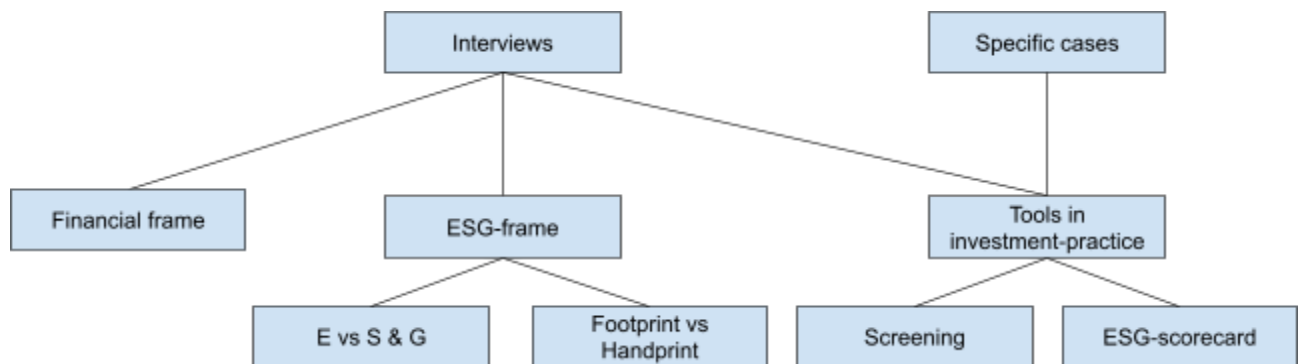 Interviews
Specific cases
Financial frame
ESG-frame
Tools in
investment-practice
E vs S & G
Footprint vs
Handprint
Screening
ESG-scorecard